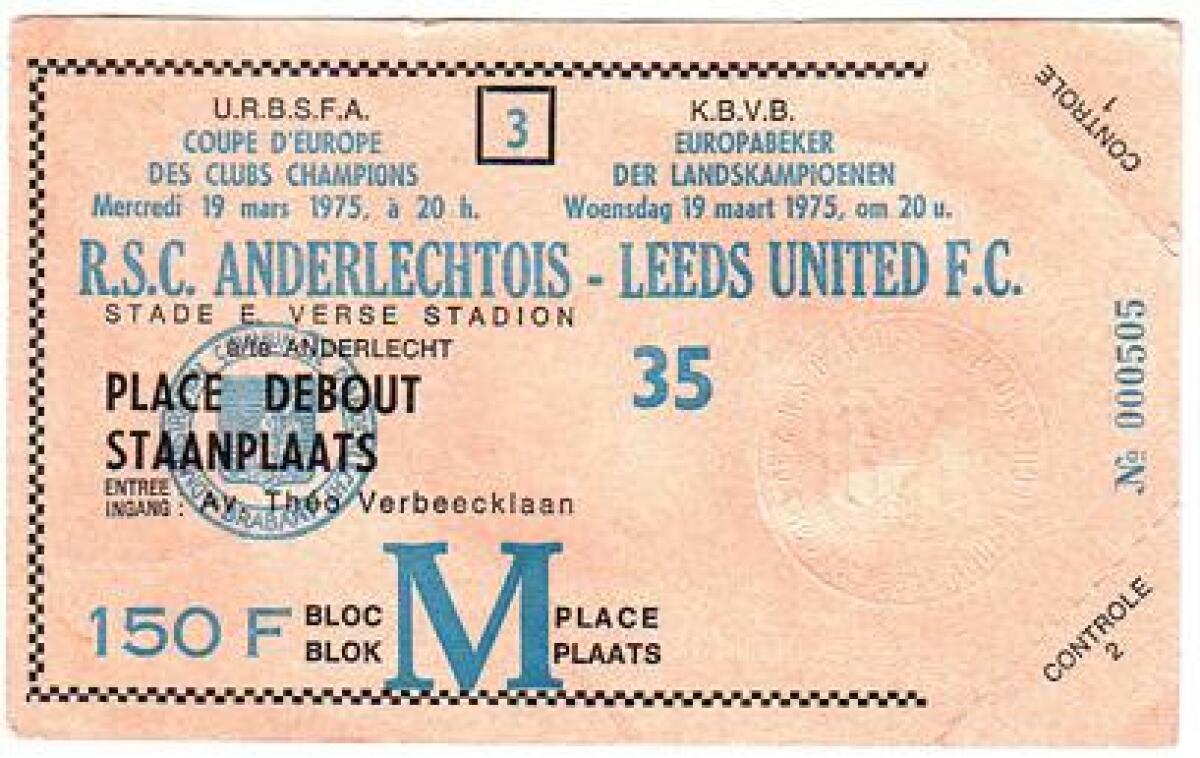 U.R.B.S.F.A.
COUPE D'EUROPE
DES CLUBS CHAMPIONS
Mercredi 19 mars 1975, à 20 h.
3
K.B.V.B.
EUROPABEKER
DER LANDSKAMPIOENEN
Woensdag 19 maart 1975, om 20 u.
R.S.C. ANDERLECHTOIS - LEEDS UNITED F.C.
STADE E. VERSE STADION
à/te ANDERLECHT
PLACE DEBOUT
STAANPLAATS
35
ENTREE :
INGANG : Av. Théo Verbeecklaan
150 F
BLOC
BLOK
M
PLACE
PLAATS
CONTROLE
1
Nº 000505
CONTROLE
2